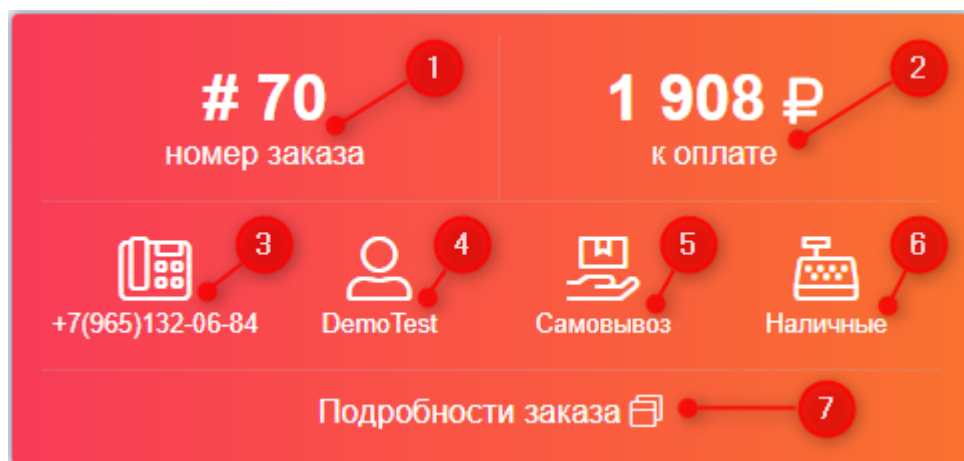 # 70
номер заказа
1
1 908 ₽
к оплате
2
+7(965)132-06-84
3
DemoTest
4
Самовывоз
5
Наличные
6
Подробности заказа
7